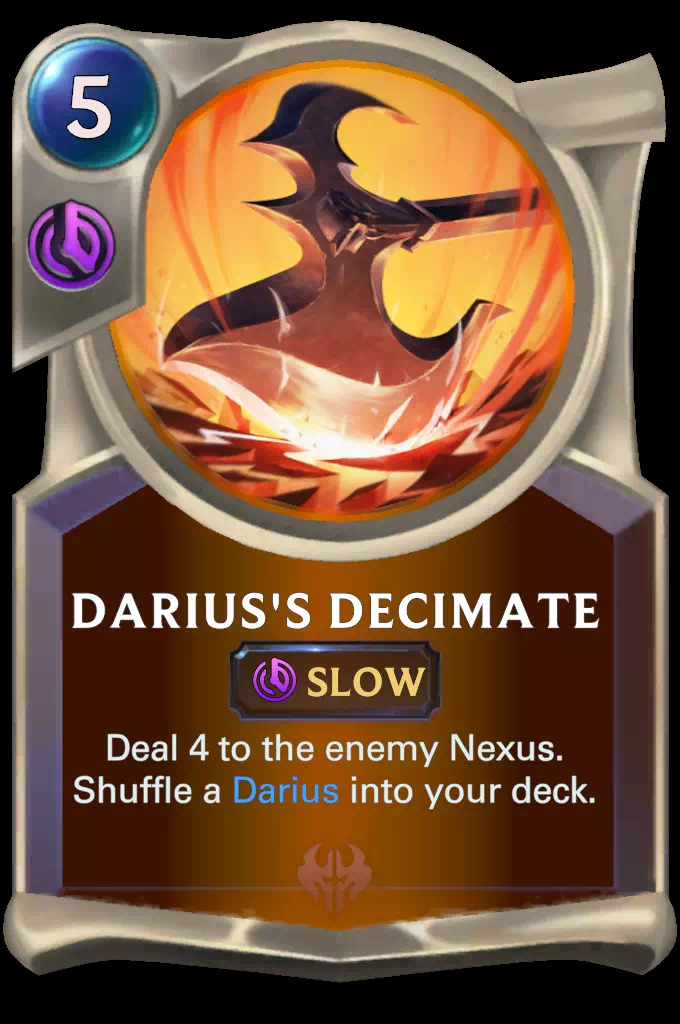 5
DARIUS'S DECIMATE
SLOW
Deal 4 to the enemy Nexus.
Shuffle a Darius into your deck.